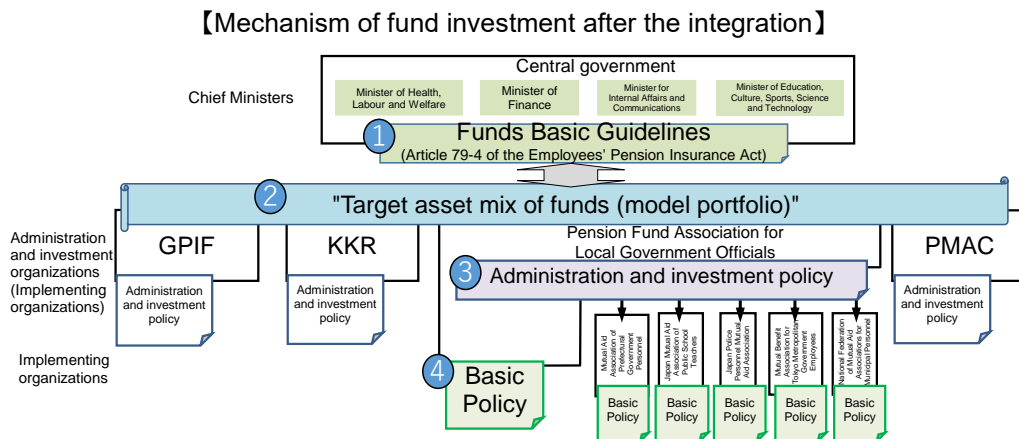 【Mechanism of fund investment after the integration】
Central government
Chief Ministers
Minister of Health,
Labour and Welfare
Minister of
Finance
Minister for
Internal Affairs and
Communications
Minister of Education,
Culture, Sports, Science
and Technology
1
Funds Basic Guidelines
(Article 79-4 of the Employees' Pension Insurance Act)
2
"Target asset mix of funds (model portfolio)"
Administration
and investment
organizations
(Implementing
organizations)
GPIF
Administration
and investment
policy
KKR
Administration
and investment
policy
Pension Fund Association for
Local Government Officials
3
Administration and investment policy
PMAC
Administration
and investment
policy
Implementing
organizations
4
Basic
Policy
Mutual Aid
Association of
Prefectural
Government
Personnel
Basic
Policy
Japan Mutual Aid
Association of
Public School
Teachers
Basic
Policy
Japan Police
Personnel Mutual
Aid Association
Basic
Policy
Mutual Benefit
Association for
Tokyo Metropolitan
Government
Employees
Basic
Policy
National Federation
of Mutual Aid
Associations for
Municipal Personnel
Basic
Policy